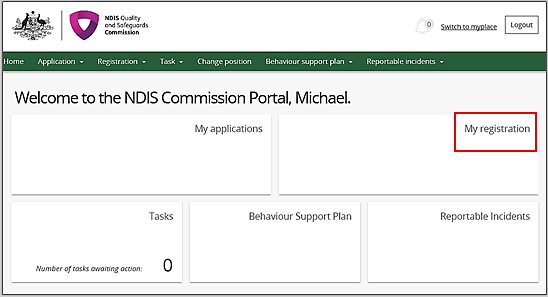 NDIS Quality
and Safeguards
Commission
0
Switch to myplace
Logout
Home Application Registration Task Change position Behaviour support plan Reportable incidents
Welcome to the NDIS Commission Portal, Michael.
My applications
My registration
Tasks
Number of tasks awaiting action: 0
Behaviour Support Plan
Reportable Incidents